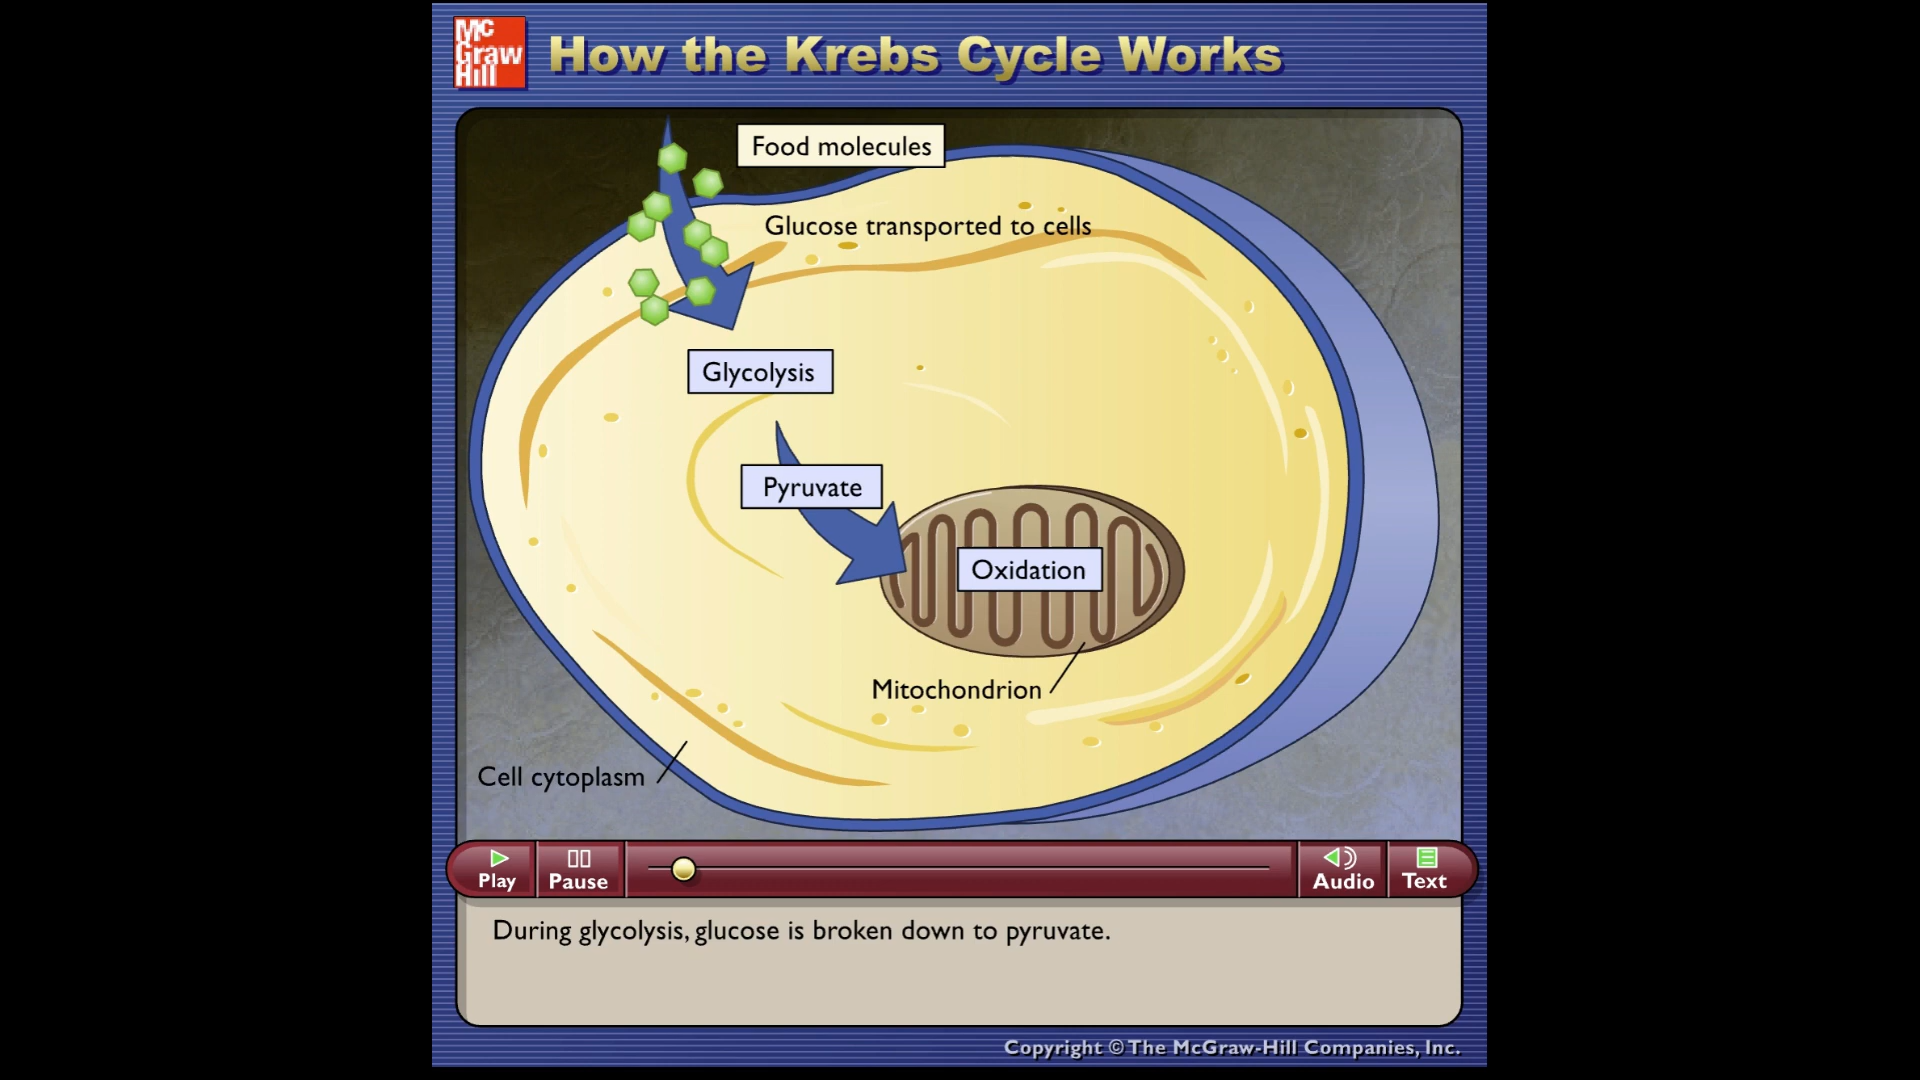 Mc
Graw
Hill
How the Krebs Cycle Works
Food molecules
Glucose transported to cells
Glycolysis
Pyruvate
Oxidation
Mitochondrion
Cell cytoplasm
Play
Pause
Audio
Text
During glycolysis, glucose is broken down to pyruvate.
Copyright © The McGraw-Hill Companies, Inc.